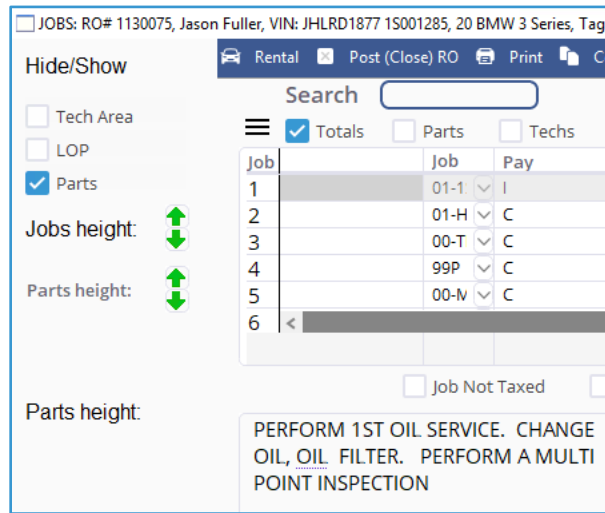 JOBS: RO# 1130075, Jason Fuller, VIN: JHLRD1877 1S001285, 20 BMW 3 Series, Tag
Hide/Show
Rental Post (Close) RO Print C
Search
Tech Area
Totals Parts Techs
LOP
Parts
Job Job Pay
1 01-1 I
2 01-H C
3 00-T C
4 99P C
5 00-M C
6 <
Jobs height:
Parts height:
Job Not Taxed
Parts height:
PERFORM 1ST OIL SERVICE. CHANGE
OIL, OIL FILTER. PERFORM A MULTI
POINT INSPECTION